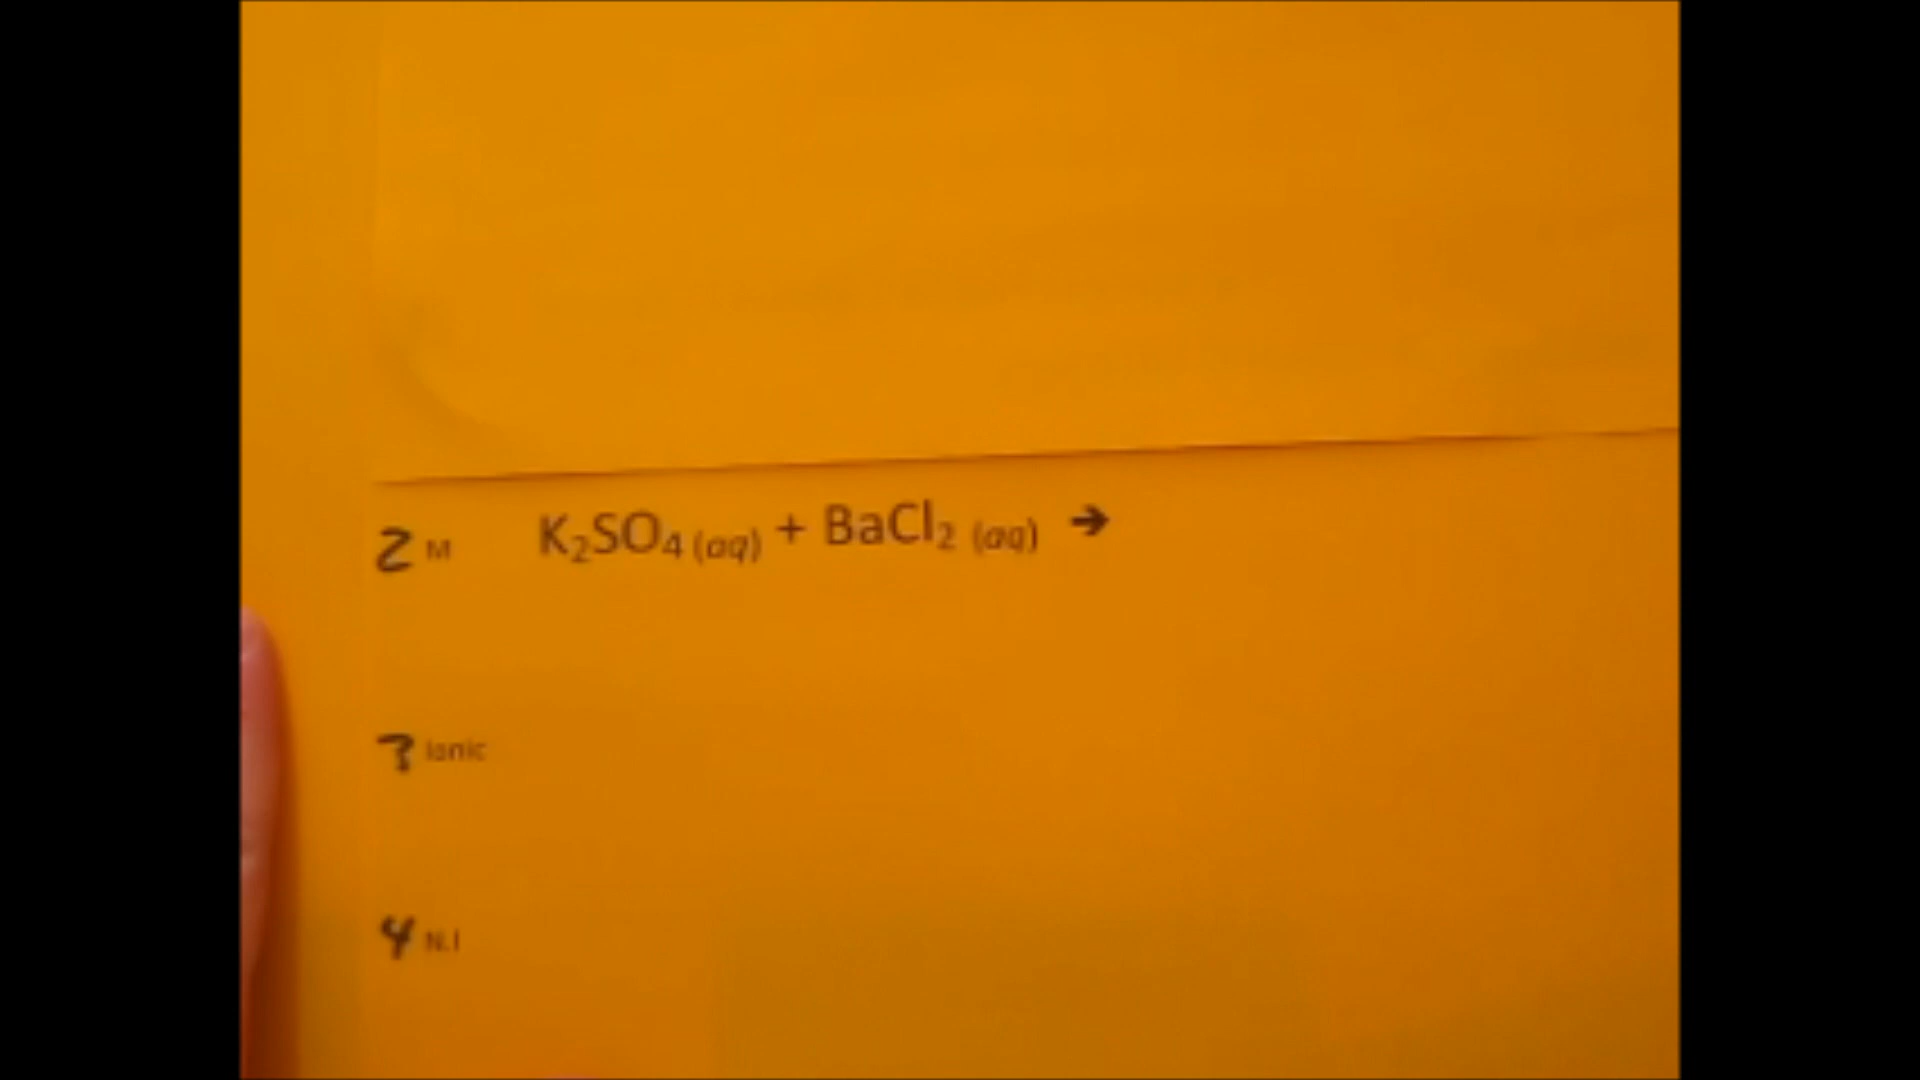 2 M K₂SO₄ (aq) + BaCl₂ (aq) →
3 Ionic
4 N.I